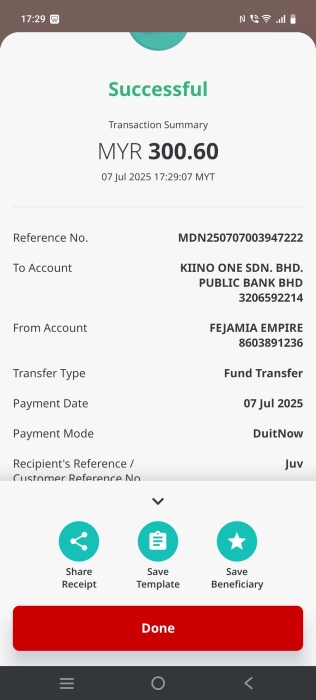 17:29
Successful
Transaction Summary
MYR 300.60
07 Jul 2025 17:29:07 MYT
Reference No. MDN250707003947222
To Account KIINO ONE SDN. BHD.
PUBLIC BANK BHD
3206592214
From Account FEJAMIA EMPIRE
8603891236
Transfer Type Fund Transfer
Payment Date 07 Jul 2025
Payment Mode DuitNow
Recipient's Reference / Juv
Customer Reference No
Share Receipt
Save Template
Save Beneficiary
Done